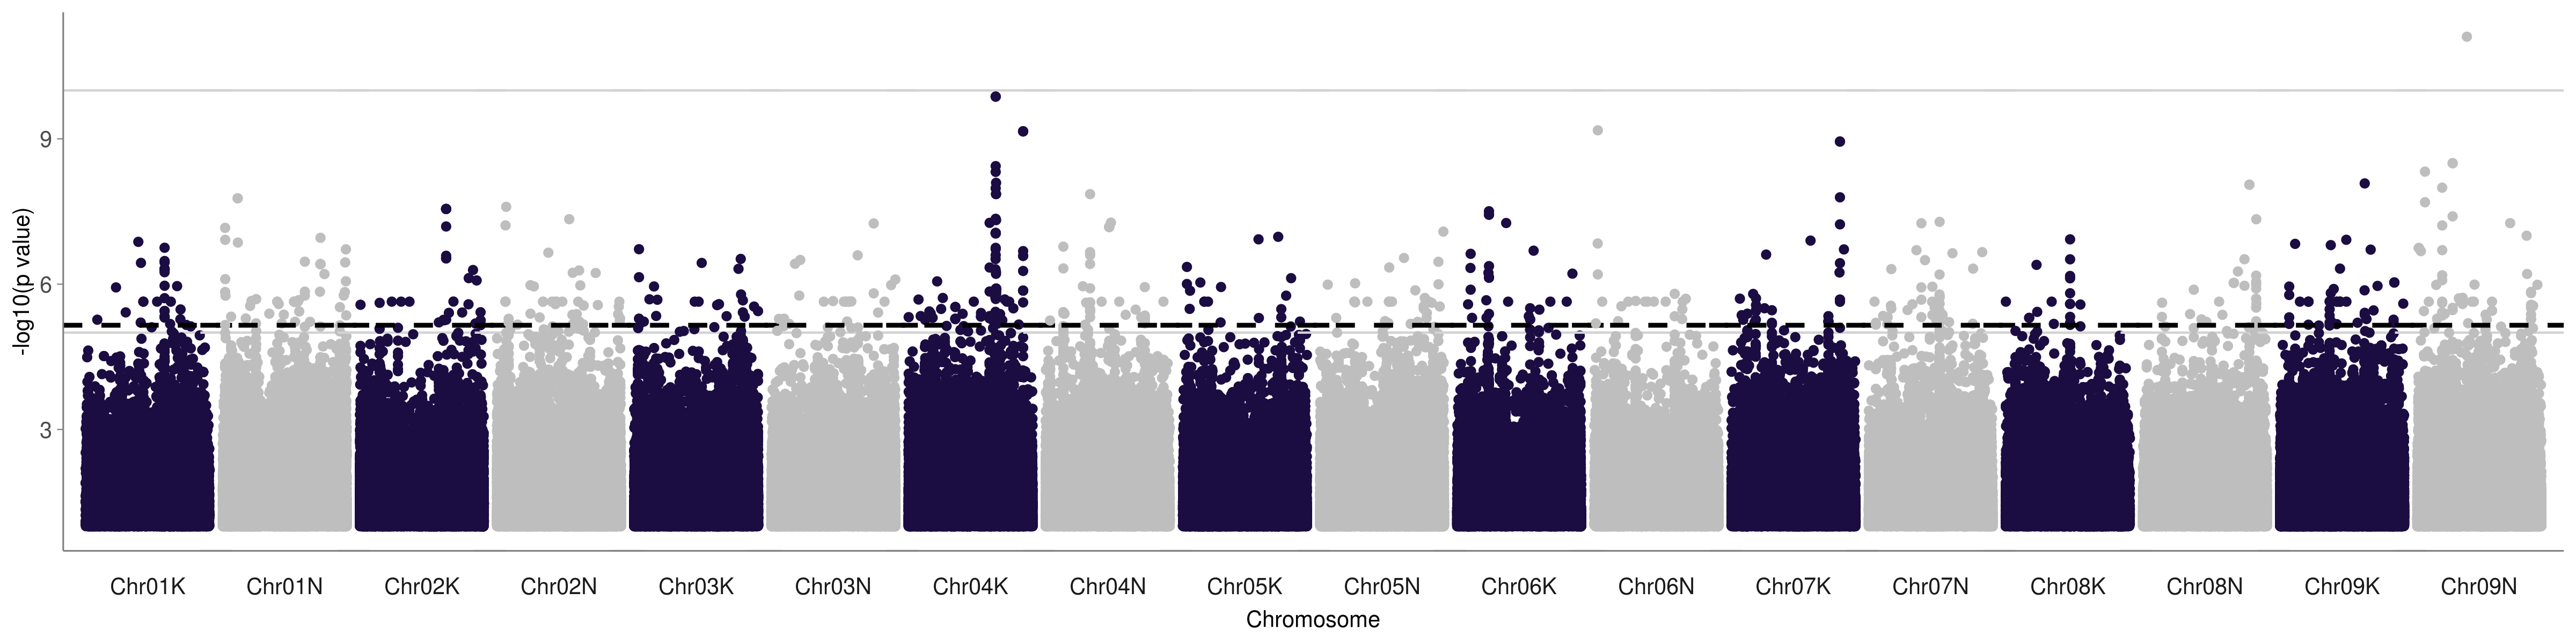 -log10(p value)
9
6
3
Chr01K Chr01N Chr02K Chr02N Chr03K Chr03N Chr04K Chr04N Chr05K Chr05N Chr06K Chr06N Chr07K Chr07N Chr08K Chr08N Chr09K Chr09N
Chromosome